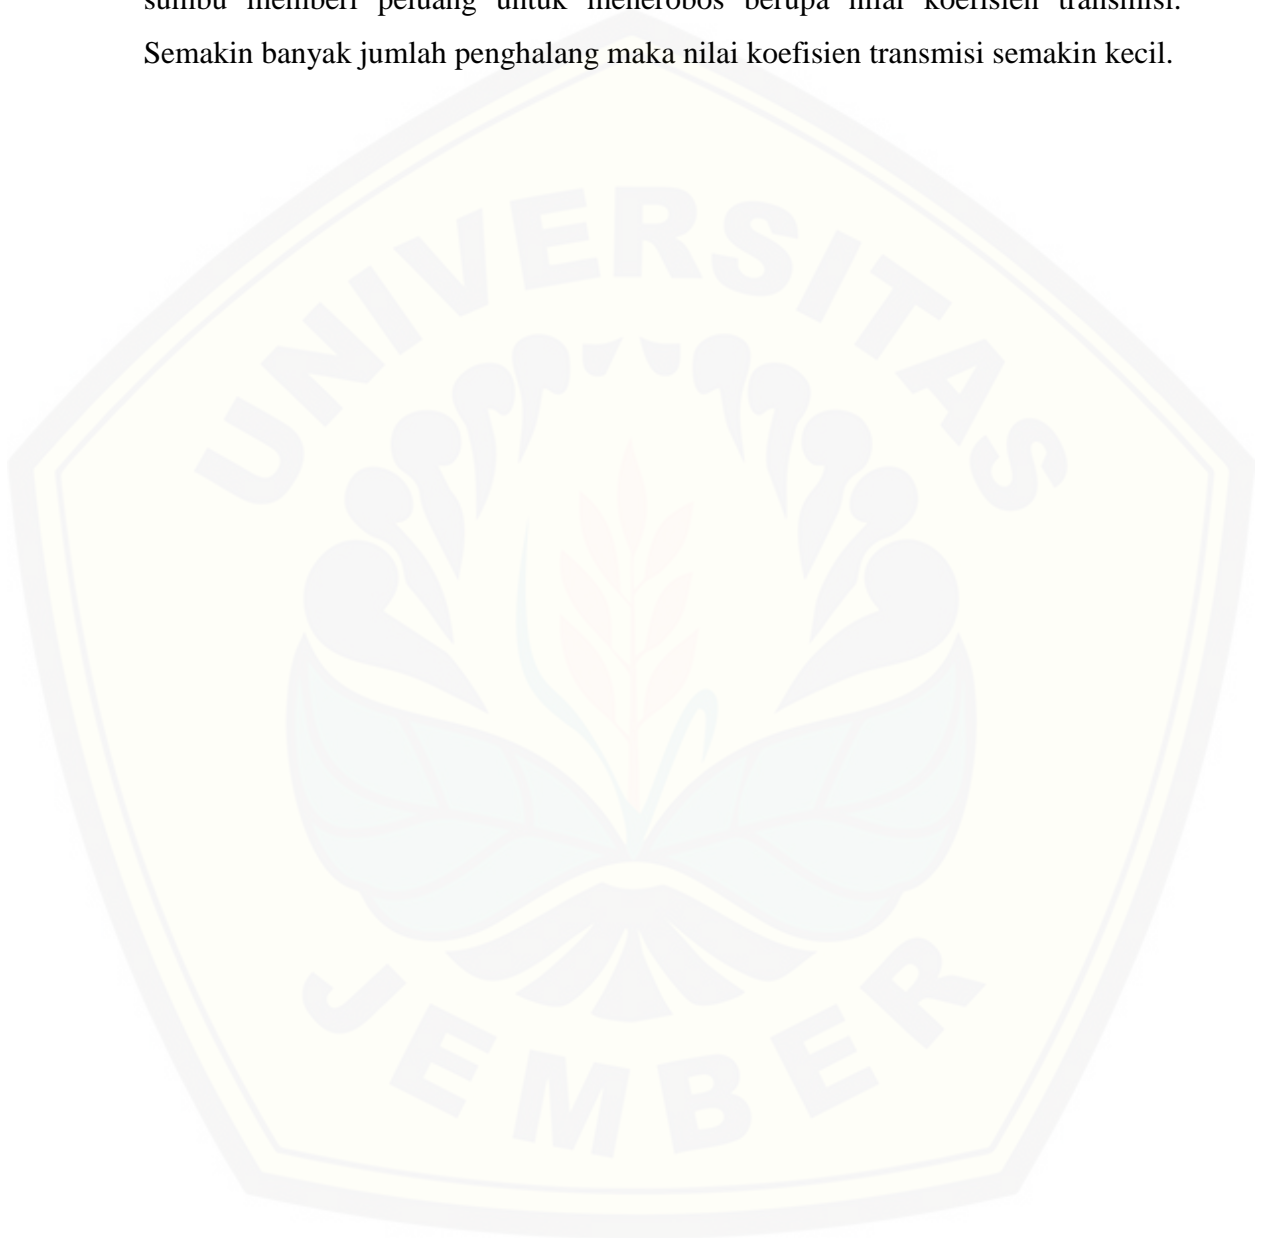 sumbu memberi peluang untuk menerobos berupa nilai koefisien transmisi.
Semakin banyak jumlah penghalang maka nilai koefisien transmisi semakin kecil.
UNIVERSITAS
JEMBER